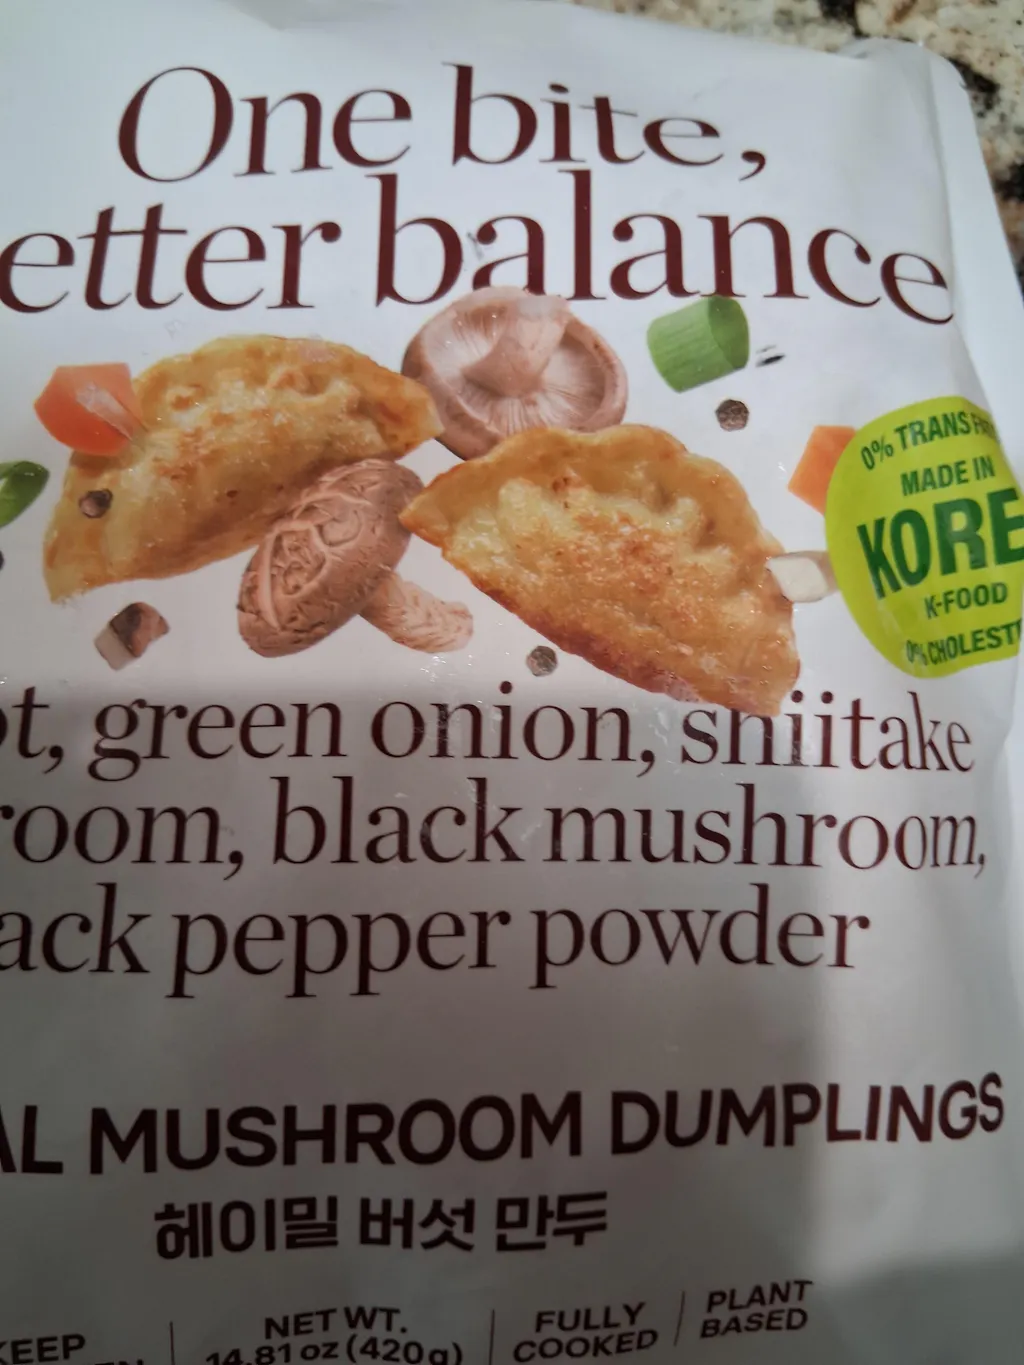 One bite,
etter balance
0% TRANS FA
MADE IN
KORE
K-FOOD
0% CHOLEST
ot, green onion, shiitake
room, black mushroom,
ack pepper powder
AL MUSHROOM DUMPLINGS
헤이밀 버섯 만두
KEEP
NET WT.
14.81 oz (420g)
FULLY
COOKED
PLANT
BASED